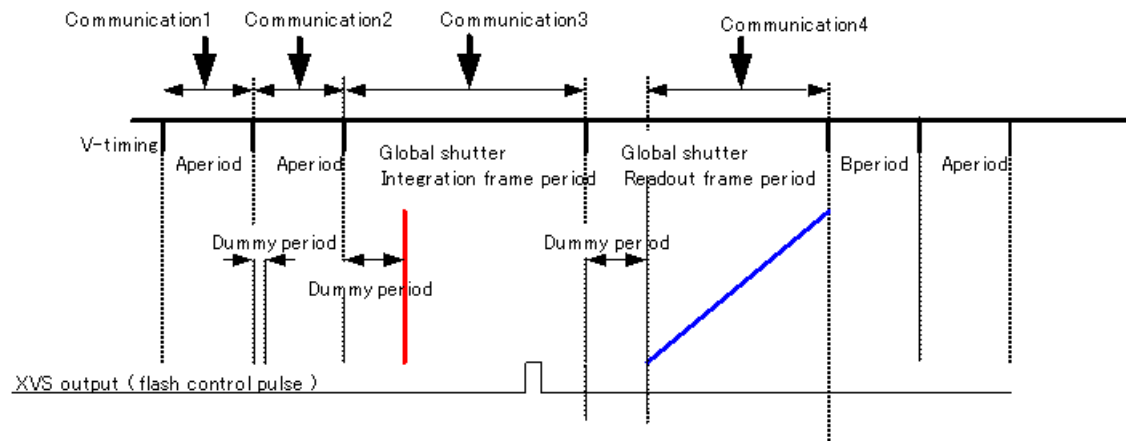 Communication1
Communication2
Communication3
Communication4
V-timing
Aperiod
Aperiod
Global shutter
Integration frame period
Global shutter
Readout frame period
Bperiod
Aperiod
Dummy period
Dummy period
Dummy period
XVS output ( flash control pulse )